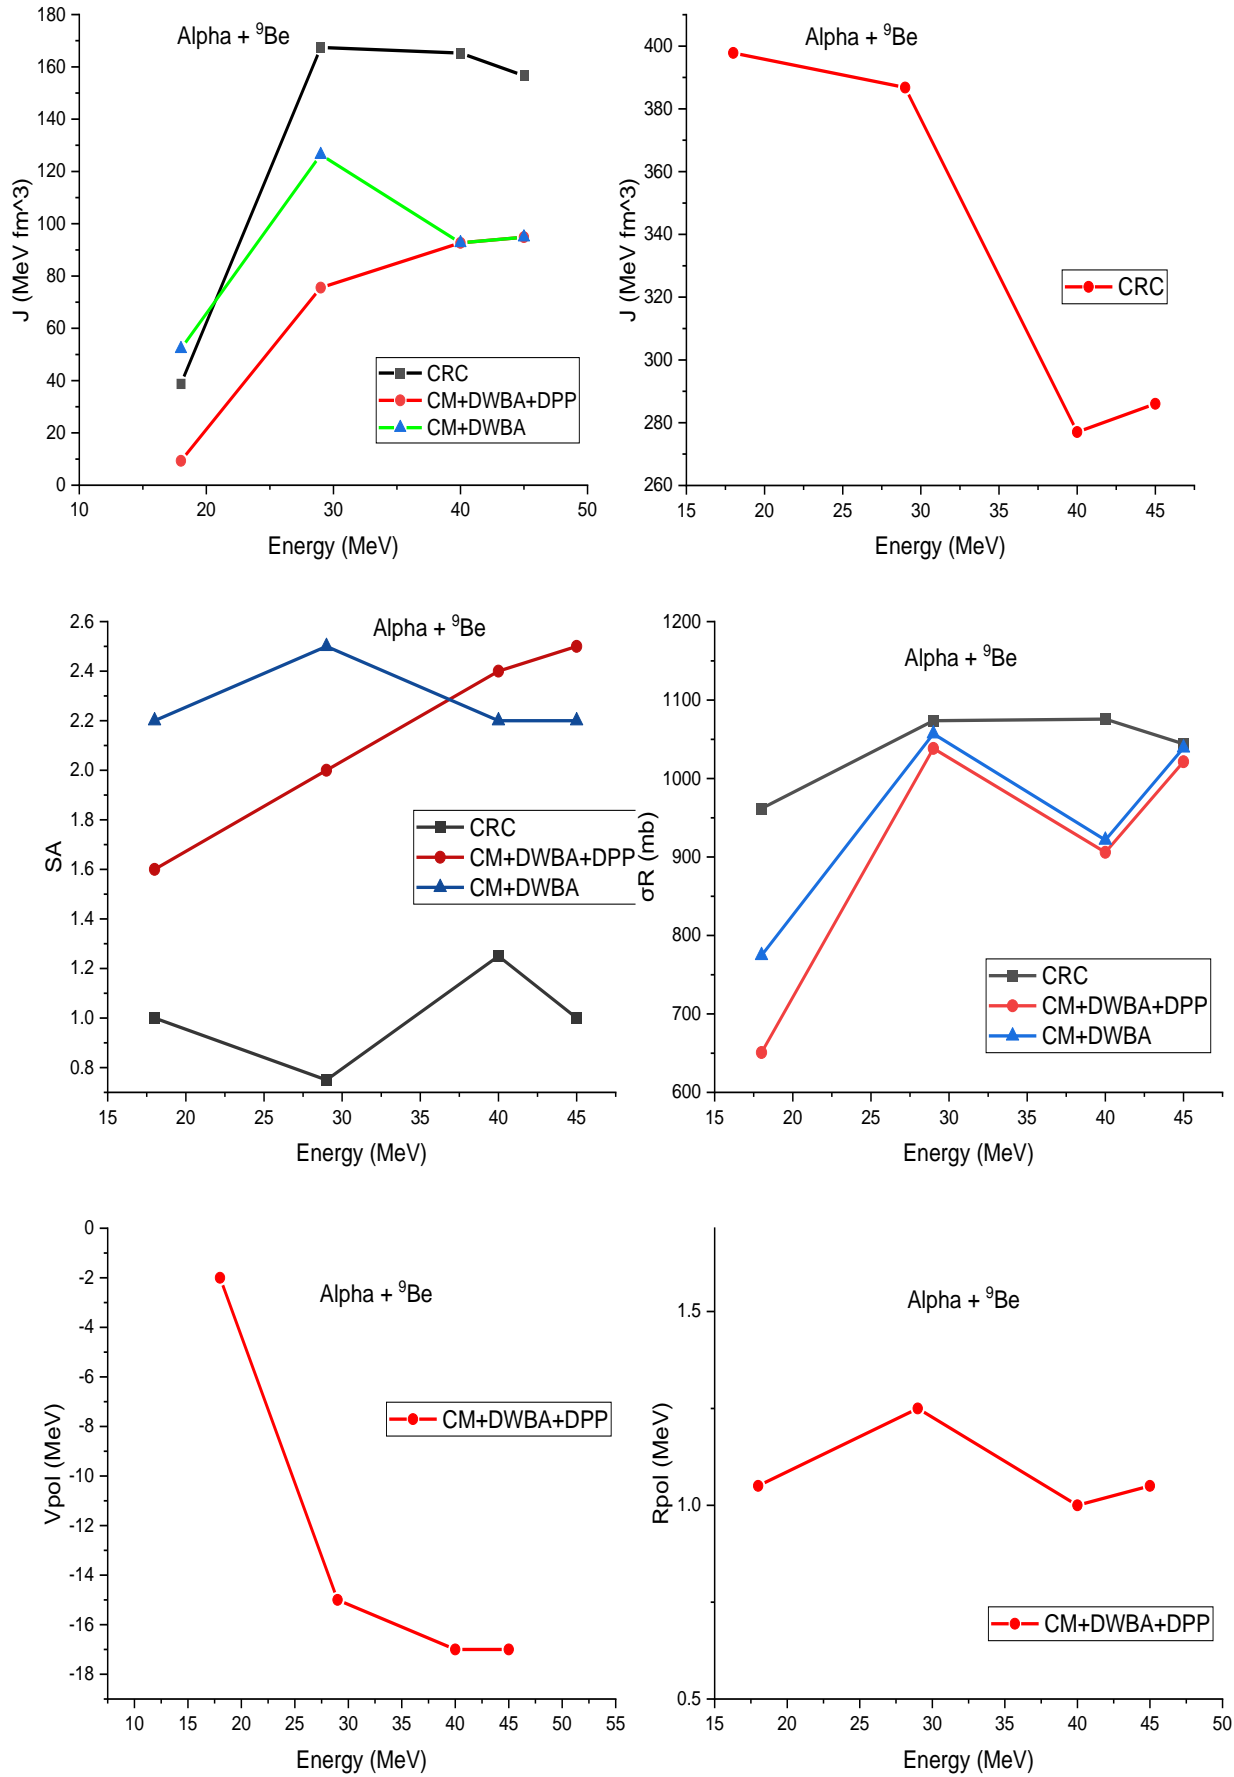 Alpha + ⁹Be
J (MeV fm^3)
180
160
140
120
100
80
60
40
20
0
CRC
CM+DWBA+DPP
CM+DWBA
10 20 30 40 50
Energy (MeV)
Alpha + ⁹Be
J (MeV fm^3)
400
380
360
340
320
300
280
260
CRC
15 20 25 30 35 40 45
Energy (MeV)
Alpha + ⁹Be
SA
2.6
2.4
2.2
2.0
1.8
1.6
1.4
1.2
1.0
0.8
CRC
CM+DWBA+DPP
CM+DWBA
15 20 25 30 35 40 45
Energy (MeV)
Alpha + ⁹Be
σR (mb)
1200
1100
1000
900
800
700
600
CRC
CM+DWBA+DPP
CM+DWBA
15 20 25 30 35 40 45
Energy (MeV)
Alpha + ⁹Be
Vpol (MeV)
0
-2
-4
-6
-8
-10
-12
-14
-16
-18
CM+DWBA+DPP
10 15 20 25 30 35 40 45 50 55
Energy (MeV)
Alpha + ⁹Be
Rpol (MeV)
1.5
1.0
0.5
CM+DWBA+DPP
15 20 25 30 35 40 45 50
Energy (MeV)